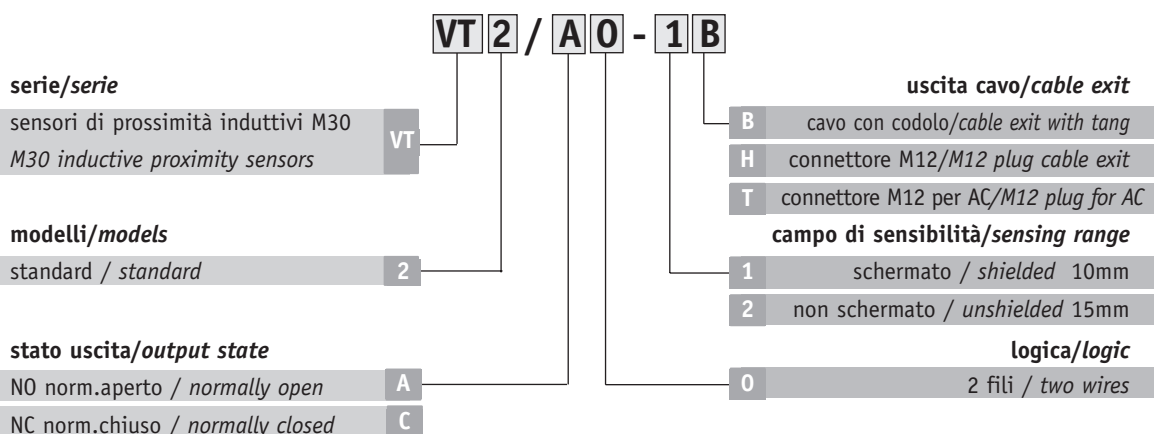 VT 2 / A 0 - 1 B
serie/serie
sensori di prossimità induttivi M30
M30 inductive proximity sensors
VT
modelli/models
standard / standard
2
stato uscita/output state
NO norm.aperto / normally open
A
NC norm.chiuso / normally closed
C
uscita cavo/cable exit
B
cavo con codolo/cable exit with tang
H
connettore M12/M12 plug cable exit
T
connettore M12 per AC/M12 plug for AC
campo di sensibilità/sensing range
1
schermato / shielded 10mm
2
non schermato / unshielded 15mm
logica/logic
0
2 fili / two wires